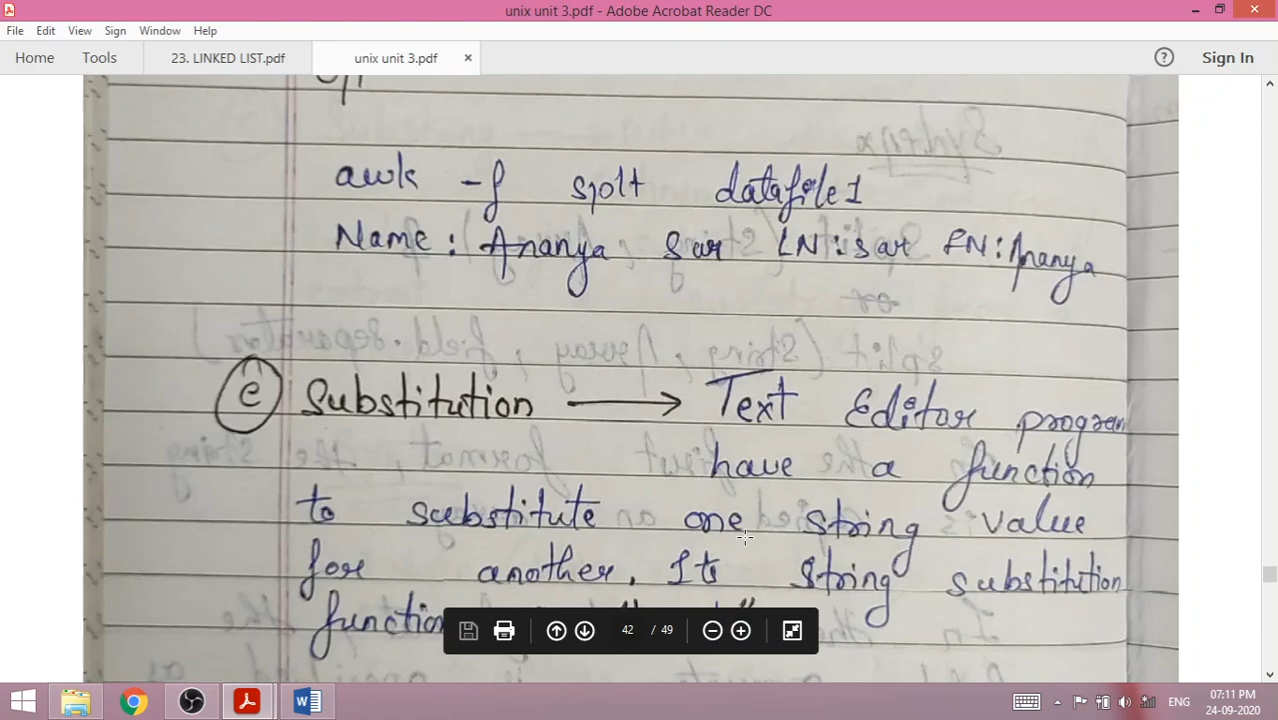 unix unit 3.pdf - Adobe Acrobat Reader DC
File Edit View Sign Window Help
Home Tools 23. LINKED LIST.pdf unix unit 3.pdf × Sign In
awk -f splt datafile1
Name : Ananya Sar LN : sar FN : Ananya
(e) Substitution → Text Editor program
have a function
to substitute one string value
for another. Its string substitution
function
42 / 49
W
ENG
07:11 PM
24-09-2020